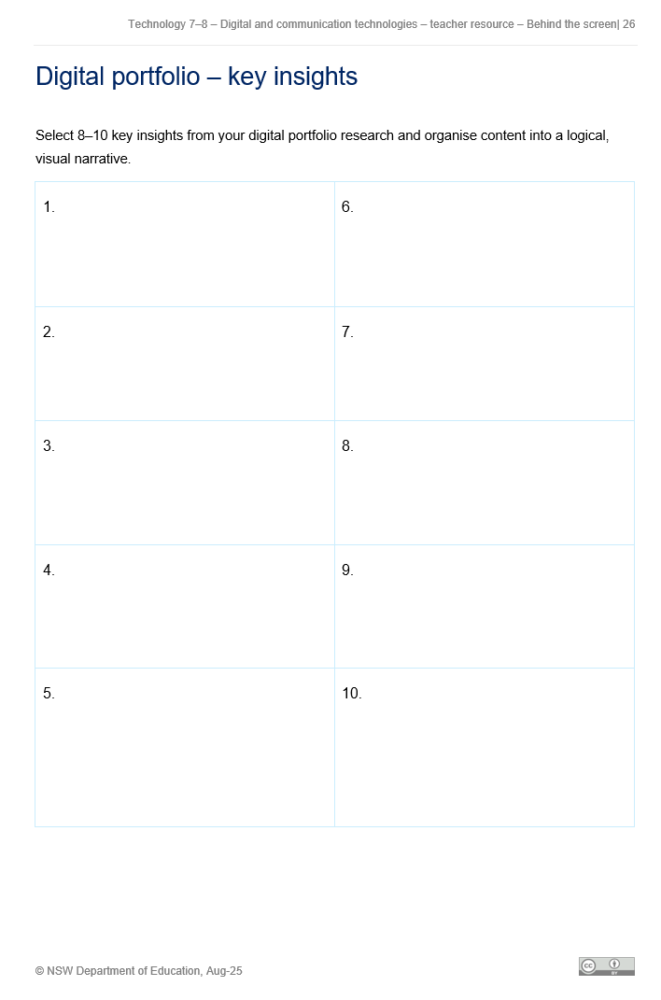 Technology 7–8 – Digital and communication technologies – teacher resource – Behind the screen| 26
Digital portfolio – key insights
Select 8–10 key insights from your digital portfolio research and organise content into a logical,
visual narrative.
1.
6.
2.
7.
3.
8.
4.
9.
5.
10.
© NSW Department of Education, Aug-25
cc
BY